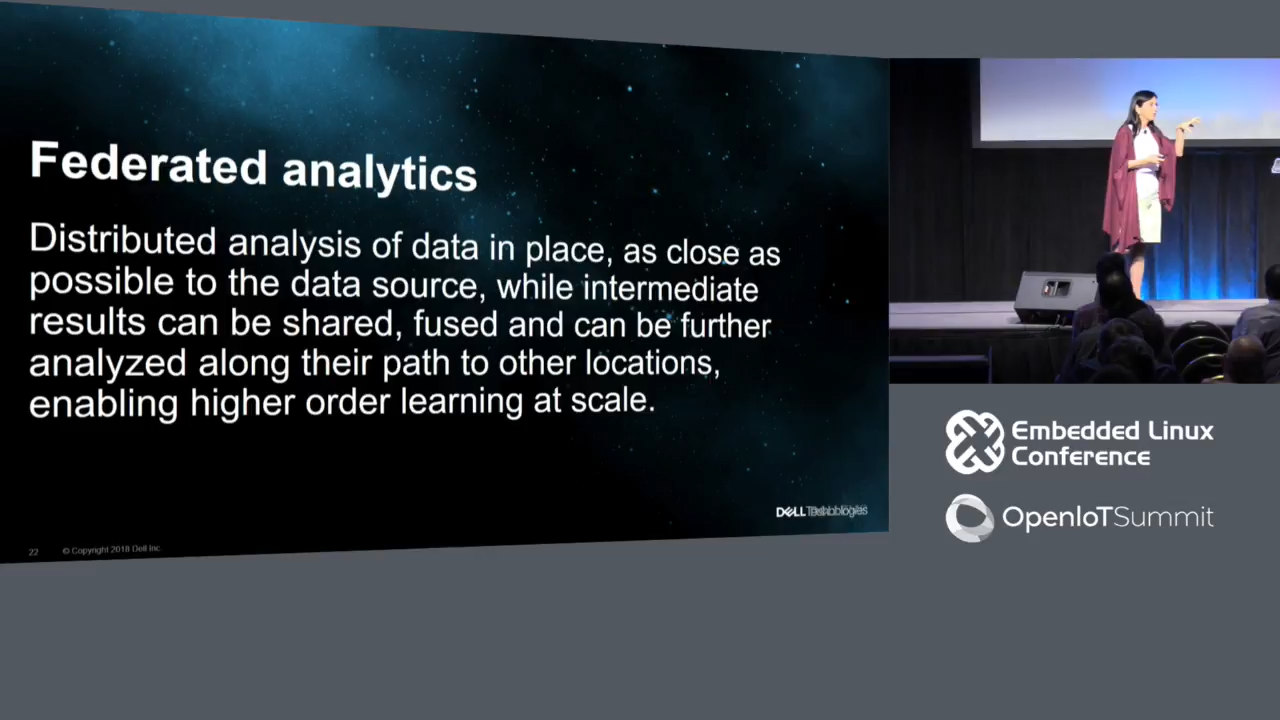 Federated analytics
Distributed analysis of data in place, as close as
possible to the data source, while intermediate
results can be shared, fused and can be further
analyzed along their path to other locations,
enabling higher order learning at scale.
DELL
22 © Copyright 2018 Dell Inc.
Embedded Linux
Conference
OpenIoTSummit